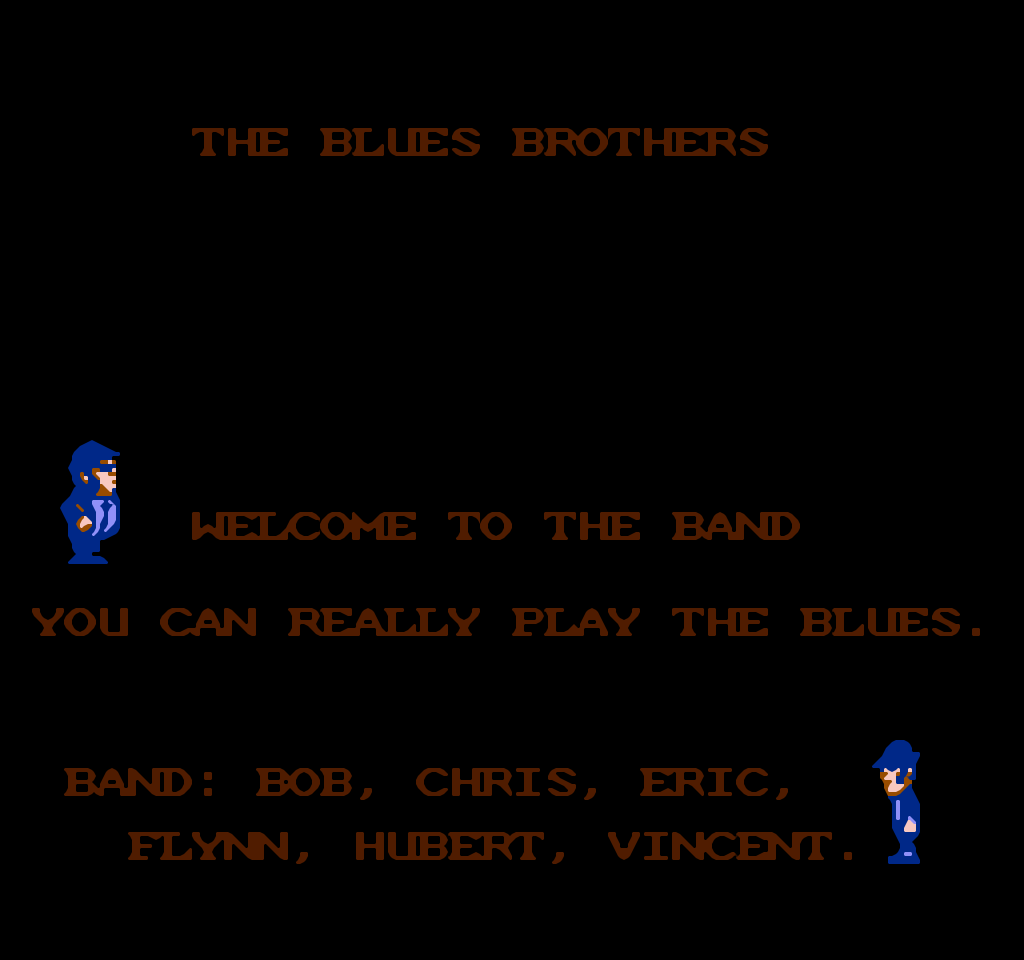 THE BLUES BROTHERS
WELCOME TO THE BAND
YOU CAN REALLY PLAY THE BLUES.
BAND: BOB, CHRIS, ERIC,
FLYNN, HUBERT, VINCENT.